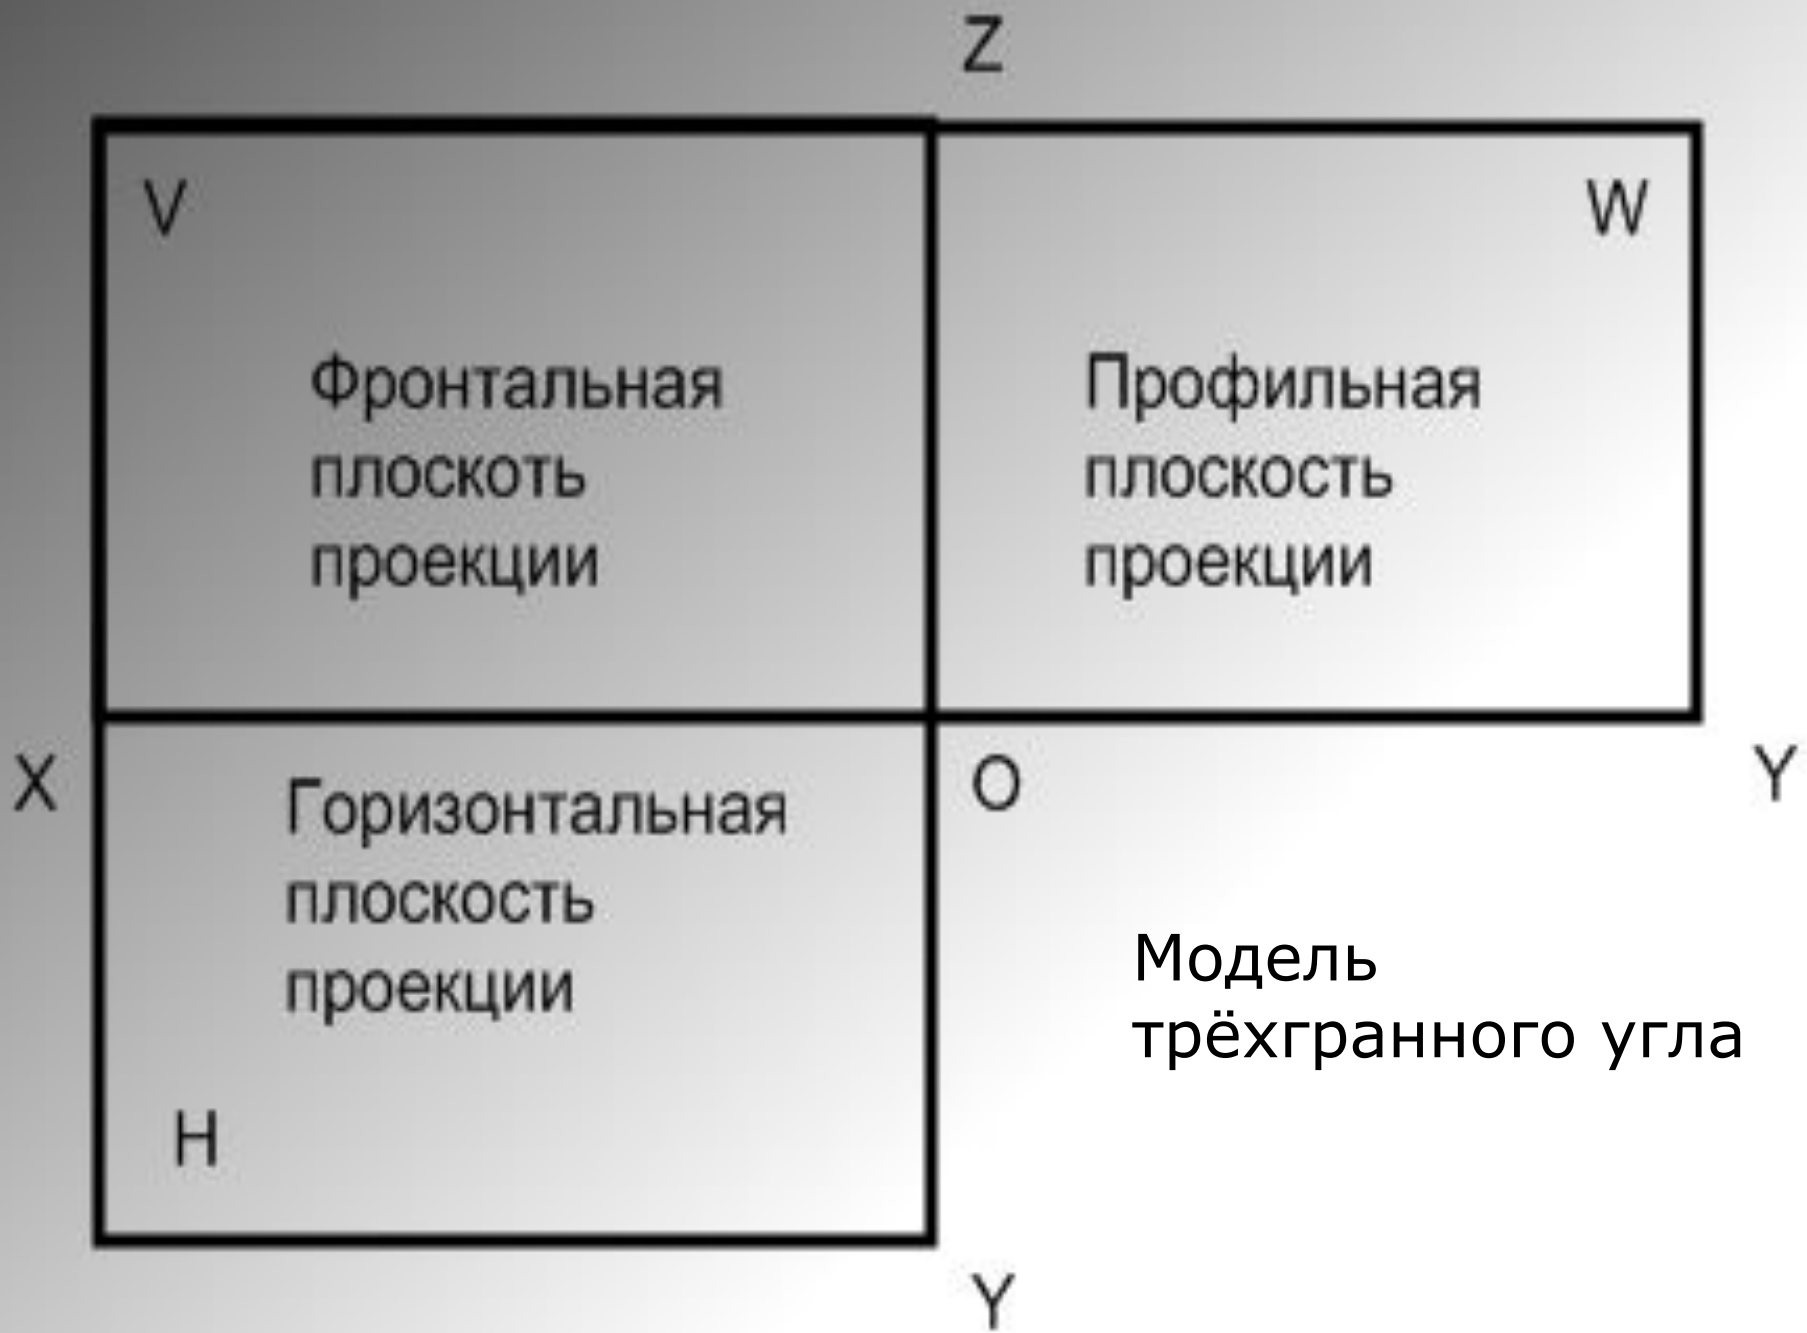 Z
V
W
Фронтальная
плоскоть
проекции
Профильная
плоскость
проекции
X
O
Y
Горизонтальная
плоскость
проекции
H
Модель
трёхгранного угла
Y